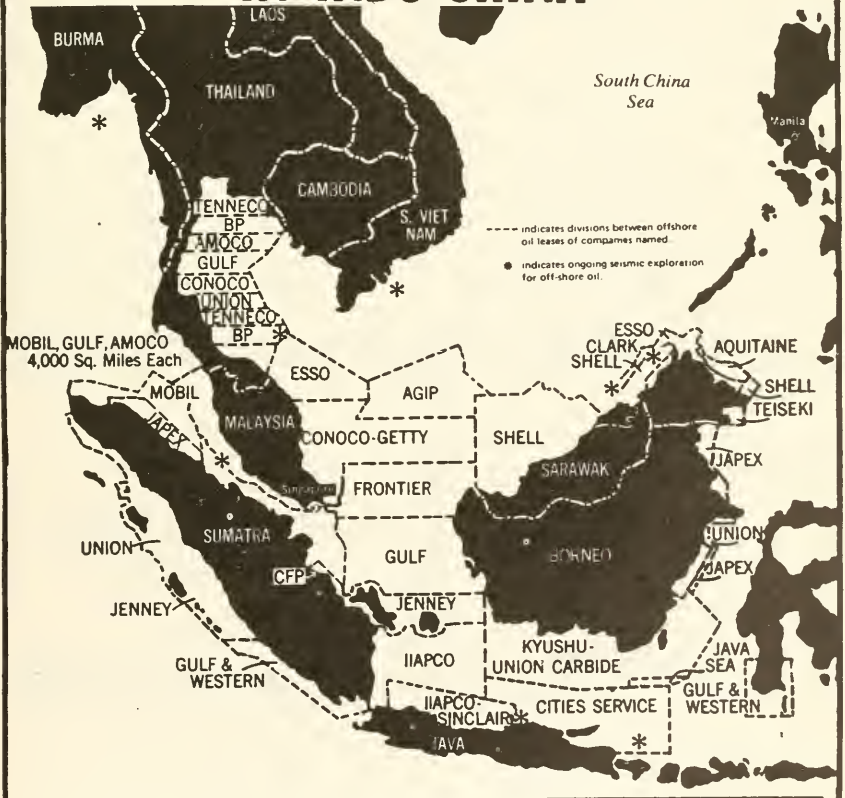 LAOS
BURMA
THAILAND
South China
Sea
Manila
CAMBODIA
S. VIET
NAM
TENNECO
BP
AMOCO
GULF
CONOCO
UNION
TENNECO
BP
indicates divisions between offshore
oil leases of companies named
indicates ongoing seismic exploration
for off-shore oil.
MOBIL, GULF, AMOCO
4,000 Sq. Miles Each
ESSO
CLARK
SHELL
AQUITAINE
SHELL
TEISEKI
MOBIL
ESSO
AGIP
JAPEX
MALAYSIA
CONOCO-GETTY
SHELL
JAPEX
SARAWAK
Singapore
FRONTIER
SUMATRA
UNION
GULF
BORNEO
UNION
JAPEX
CFP
JENNEY
JENNEY
IIAPCO
KYUSHU-
UNION CARBIDE
JAVA
SEA
GULF &
WESTERN
GULF &
WESTERN
IIAPCO-
SINCLAIR
CITIES SERVICE
JAVA